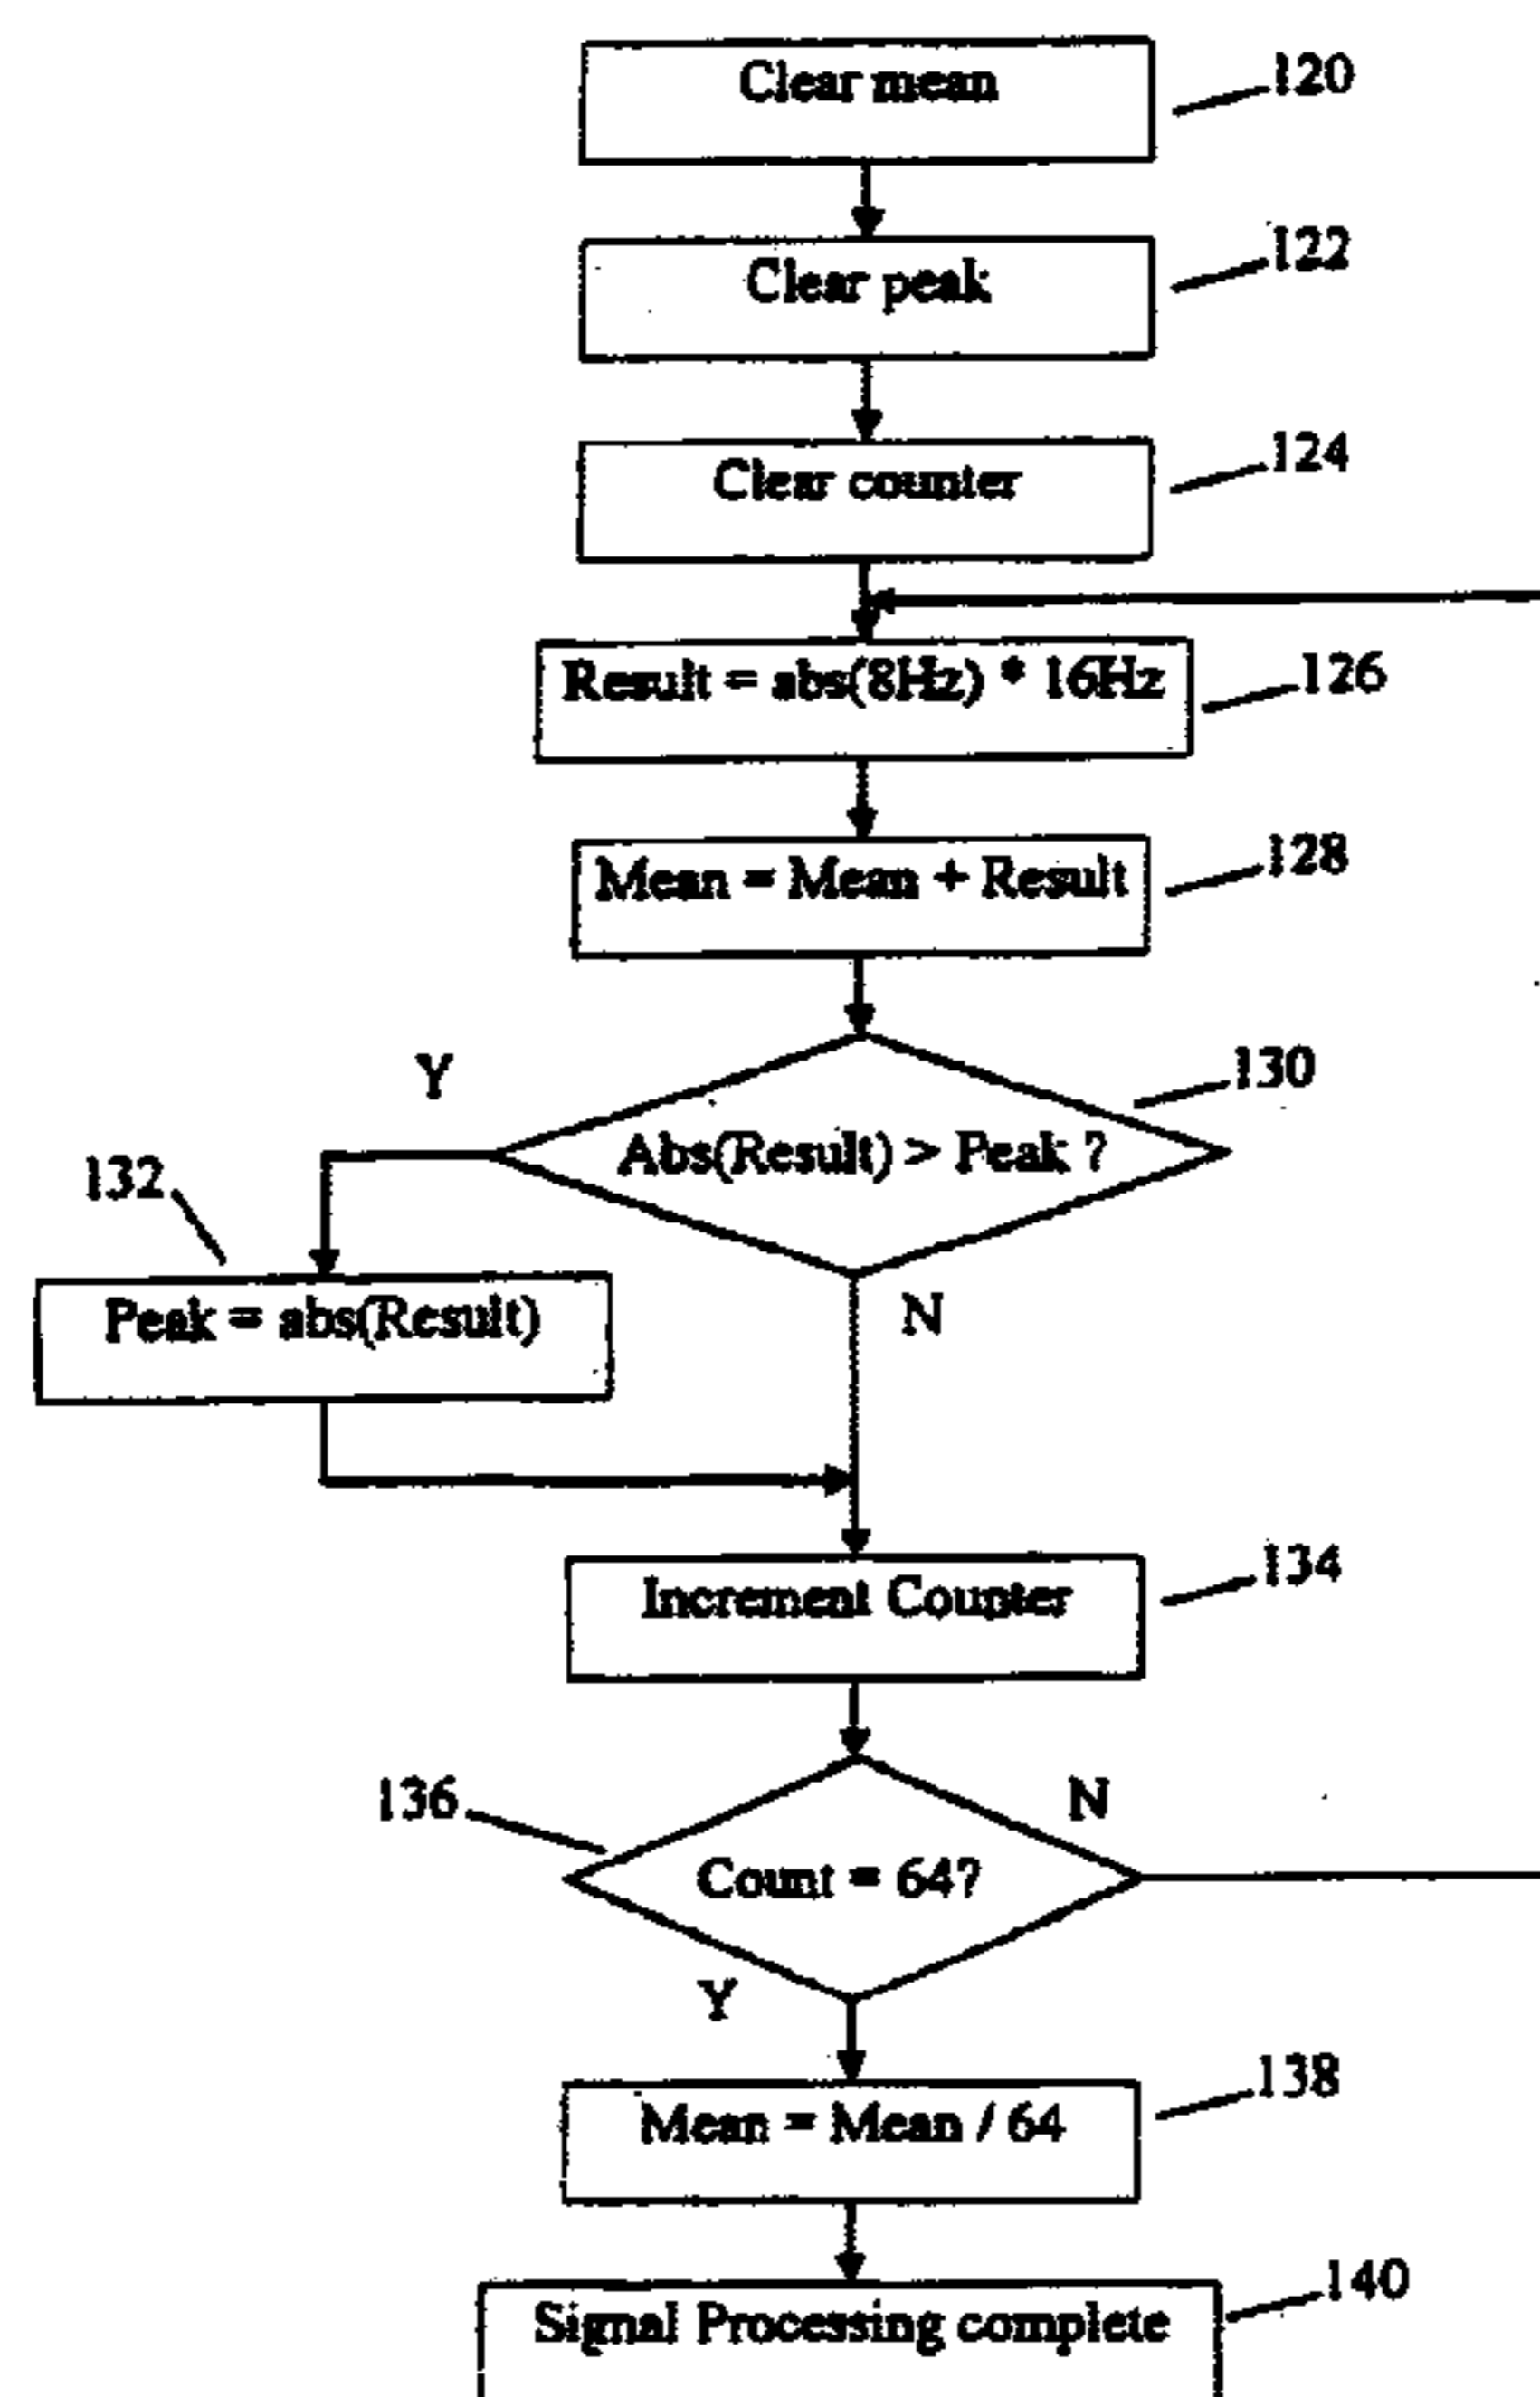 Clear mean
120
Clear peak
122
Clear counter
124
Result = abs(8Hz) * 16Hz
126
Mean = Mean + Result
128
Y
130
Abs(Result) > Peak ?
132
Peak = abs(Result)
N
Increment Counter
134
136
N
Count = 64?
Y
138
Mean = Mean / 64
140
Signal Processing complete